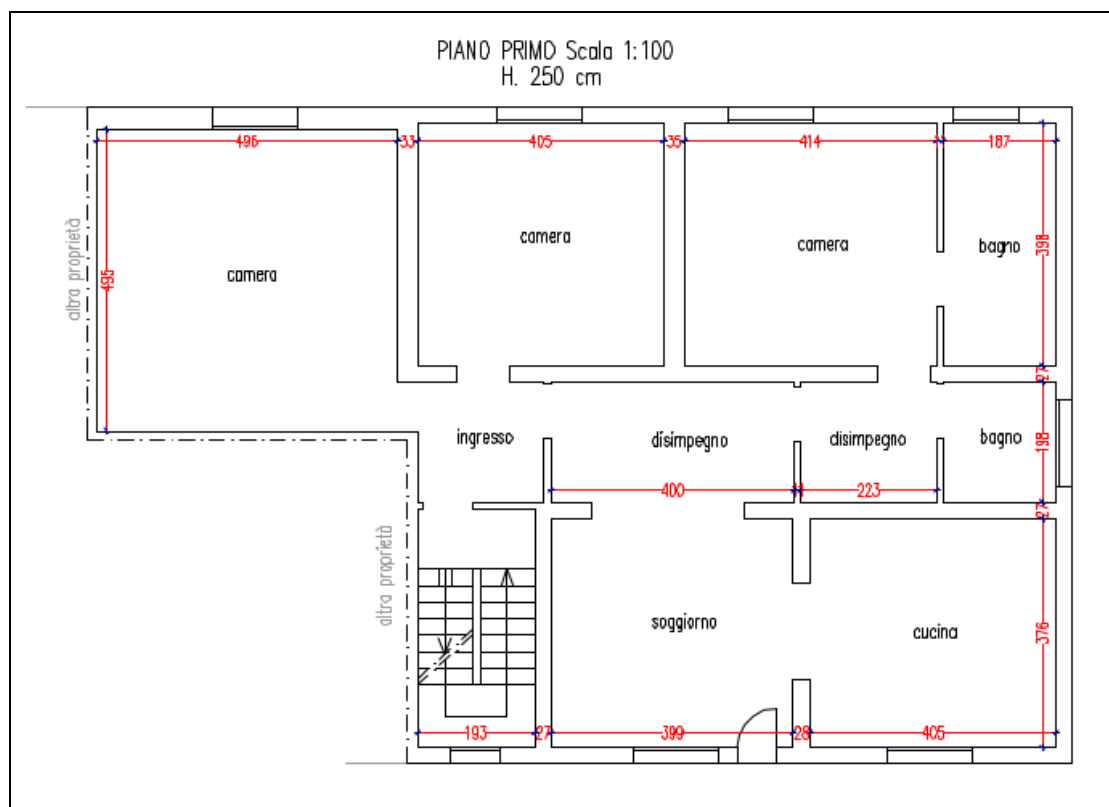 PIANO PRIMO Scala 1:100
H. 250 cm
496 33 405 35 414 11 187
altra proprietà
495
camera
camera
camera
bagno
398
27
ingresso
disimpegno
disimpegno
bagno
198
400 11 223
27
altra proprietà
soggiorno
cucina
376
193 27 399 28 405